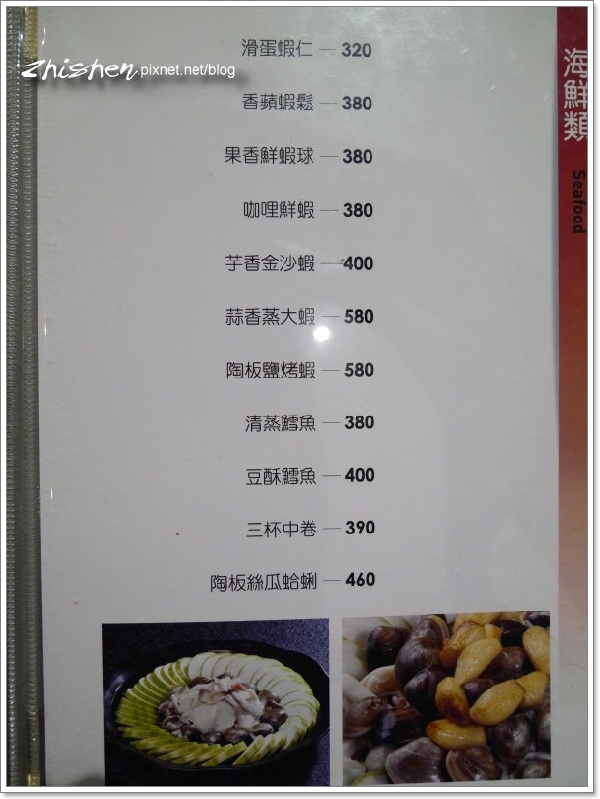 zhishen.pixnet.net/blog
海鮮類
Seafood
滑蛋蝦仁 — 320
香蘋蝦鬆 — 380
果香鮮蝦球 — 380
咖哩鮮蝦 — 380
芋香金沙蝦 — 400
蒜香蒸大蝦 — 580
陶板鹽烤蝦 — 580
清蒸鱈魚 — 380
豆酥鱈魚 — 400
三杯中卷 — 390
陶板絲瓜蛤蜊 — 460